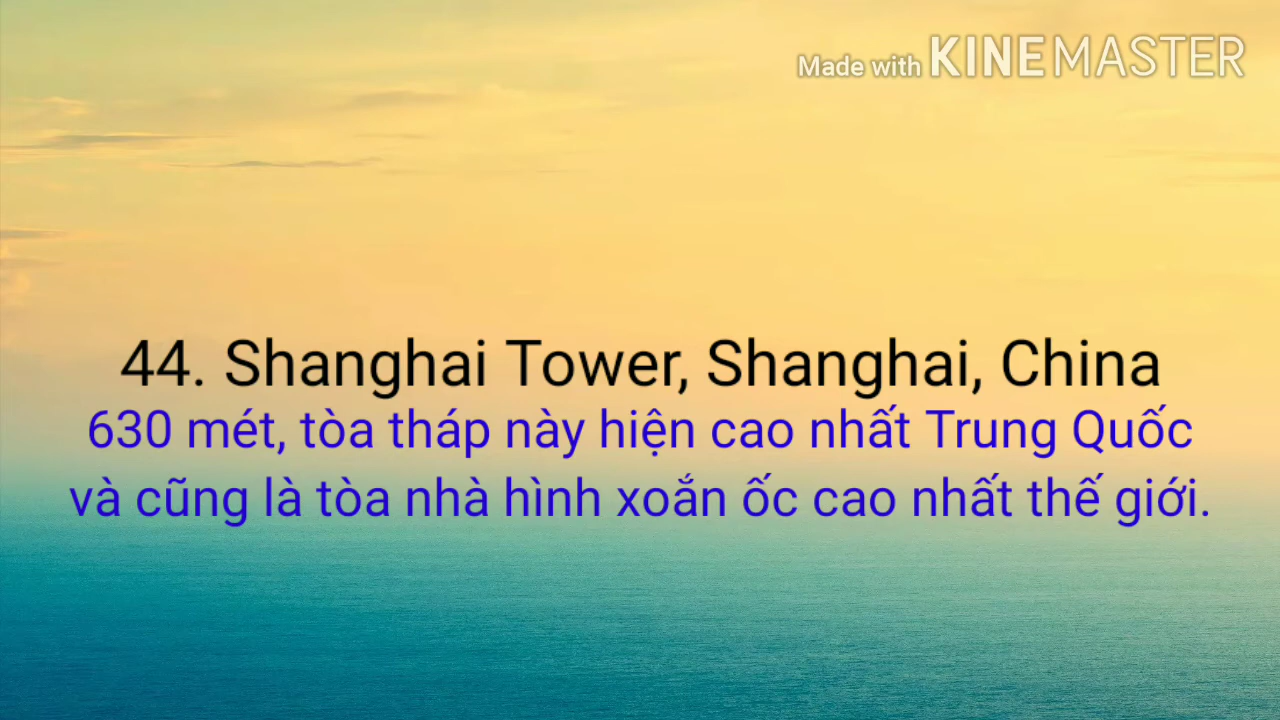 Made with KINEMASTER
44. Shanghai Tower, Shanghai, China
630 mét, tòa tháp này hiện cao nhất Trung Quốc
và cũng là tòa nhà hình xoắn ốc cao nhất thế giới.